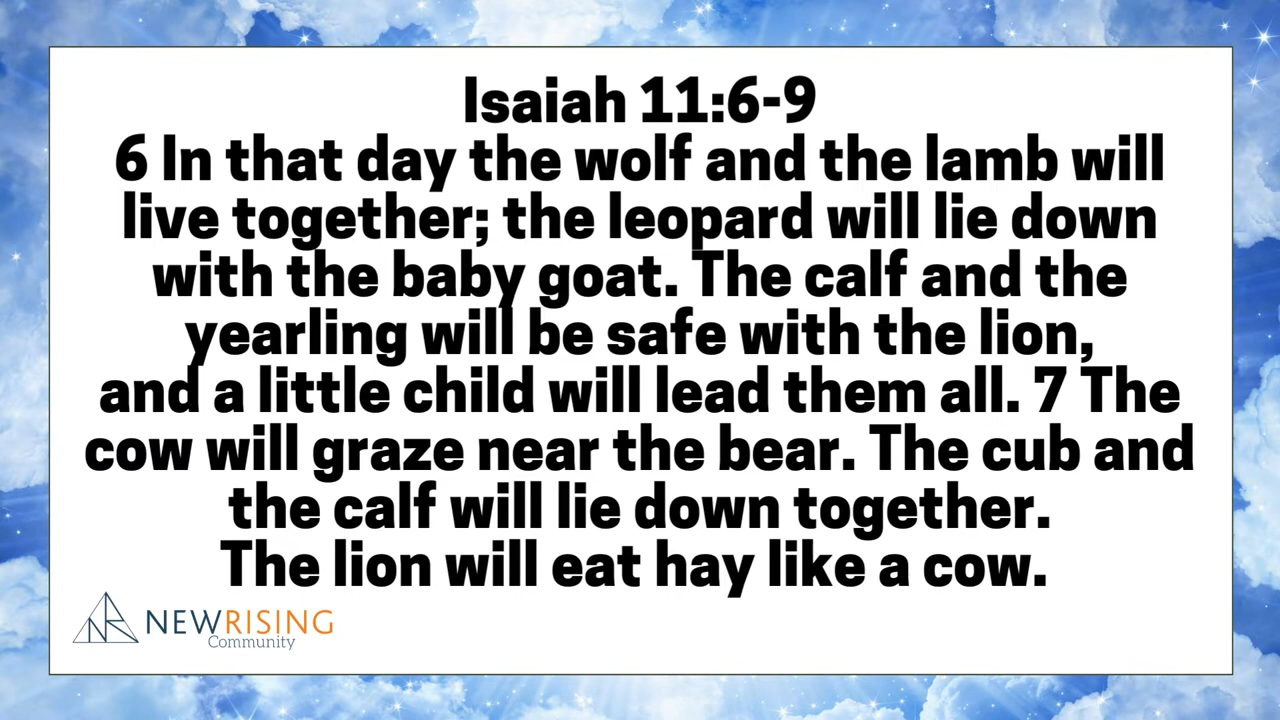 Isaiah 11:6-9
6 In that day the wolf and the lamb will
live together; the leopard will lie down
with the baby goat. The calf and the
yearling will be safe with the lion,
and a little child will lead them all. 7 The
cow will graze near the bear. The cub and
the calf will lie down together.
The lion will eat hay like a cow.
NEWRISING
Community